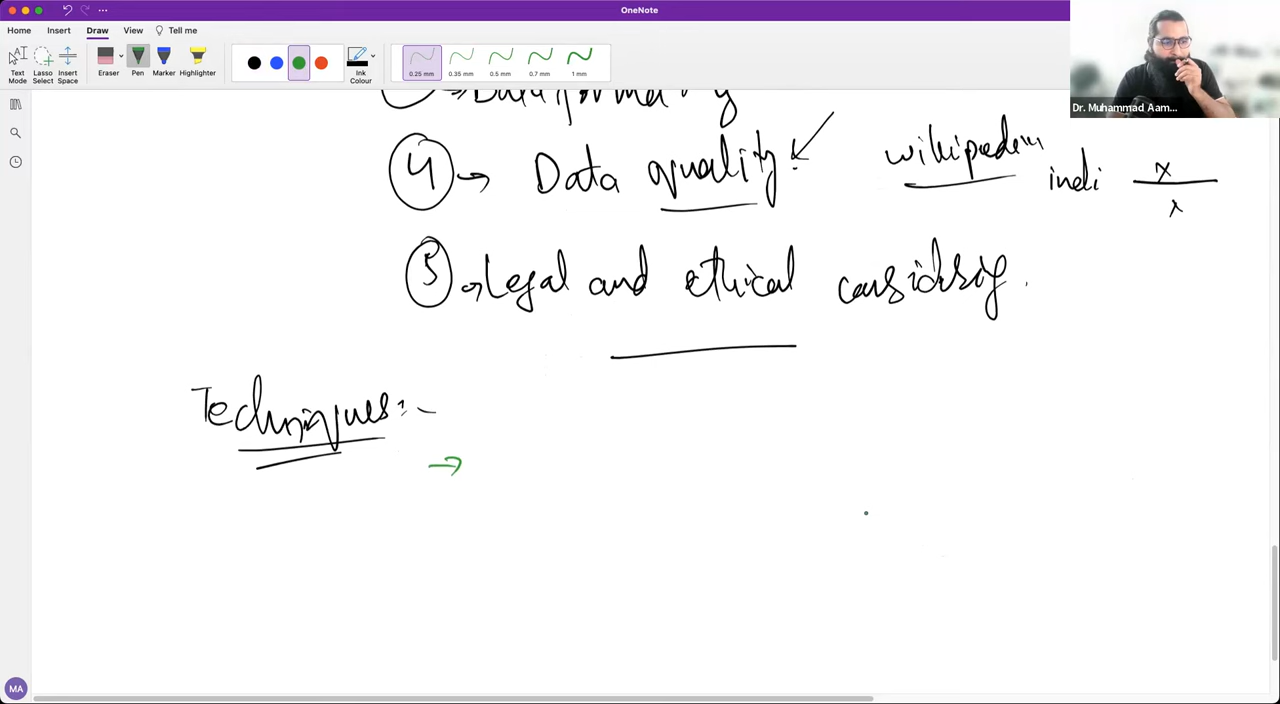 OneNote
Home Insert Draw View Tell me
Text Mode Lasso Select Insert Space Eraser Pen Marker Highlighter Ink Colour 0.25 mm 0.35 mm 0.5 mm 0.7 mm 1 mm
Dr. Muhammad Aam...
4 → Data quality
indi x
x
5 → Legal and ethical
Techniques:-
→
MA